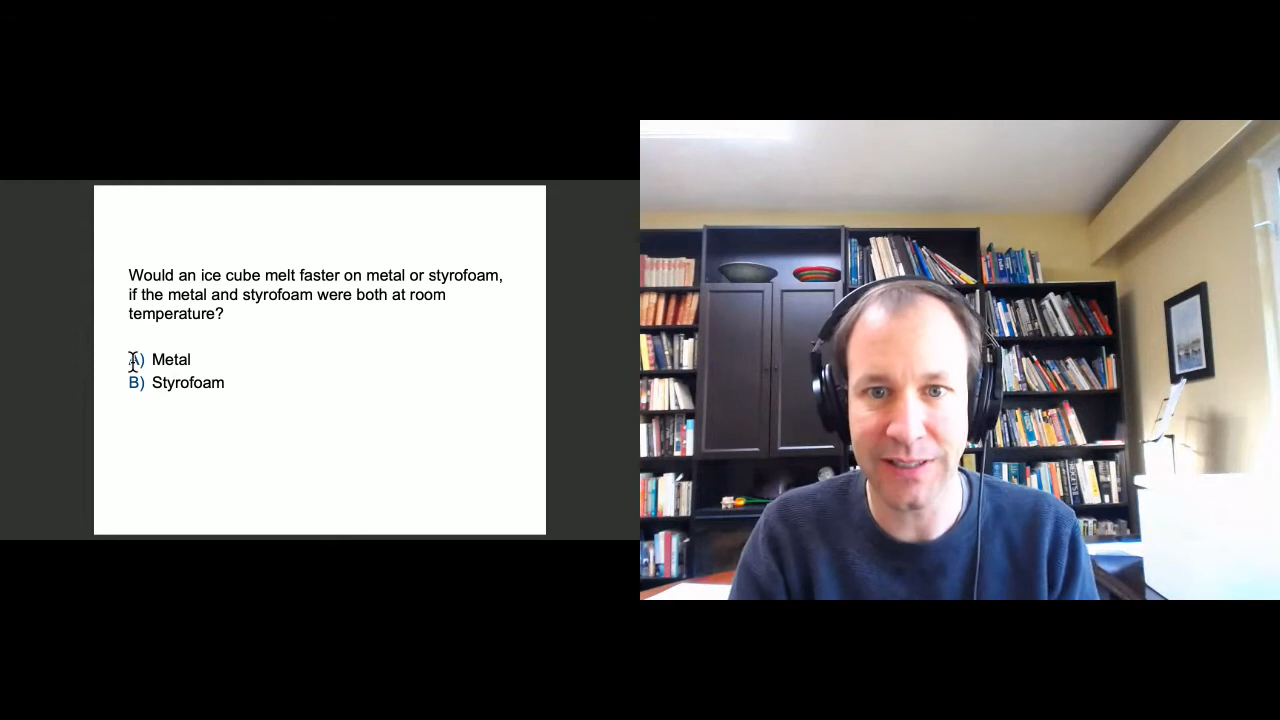 Would an ice cube melt faster on metal or styrofoam,
if the metal and styrofoam were both at room
temperature?
A) Metal
B) Styrofoam